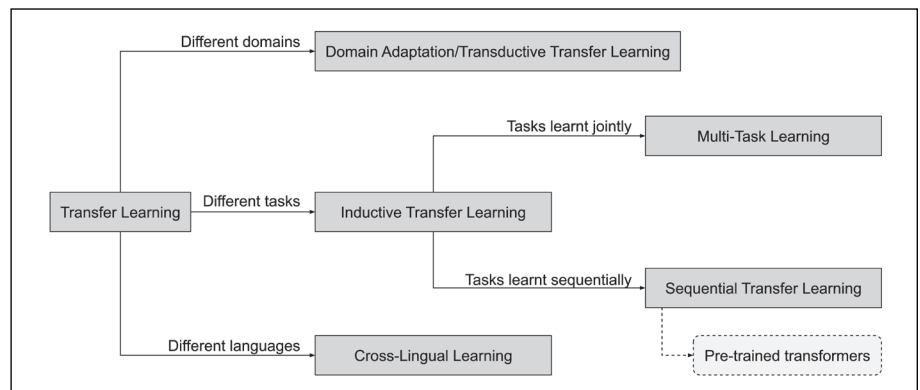 Different domains
Domain Adaptation/Transductive Transfer Learning
Tasks learnt jointly
Multi-Task Learning
Transfer Learning
Different tasks
Inductive Transfer Learning
Tasks learnt sequentially
Sequential Transfer Learning
Different languages
Cross-Lingual Learning
Pre-trained transformers